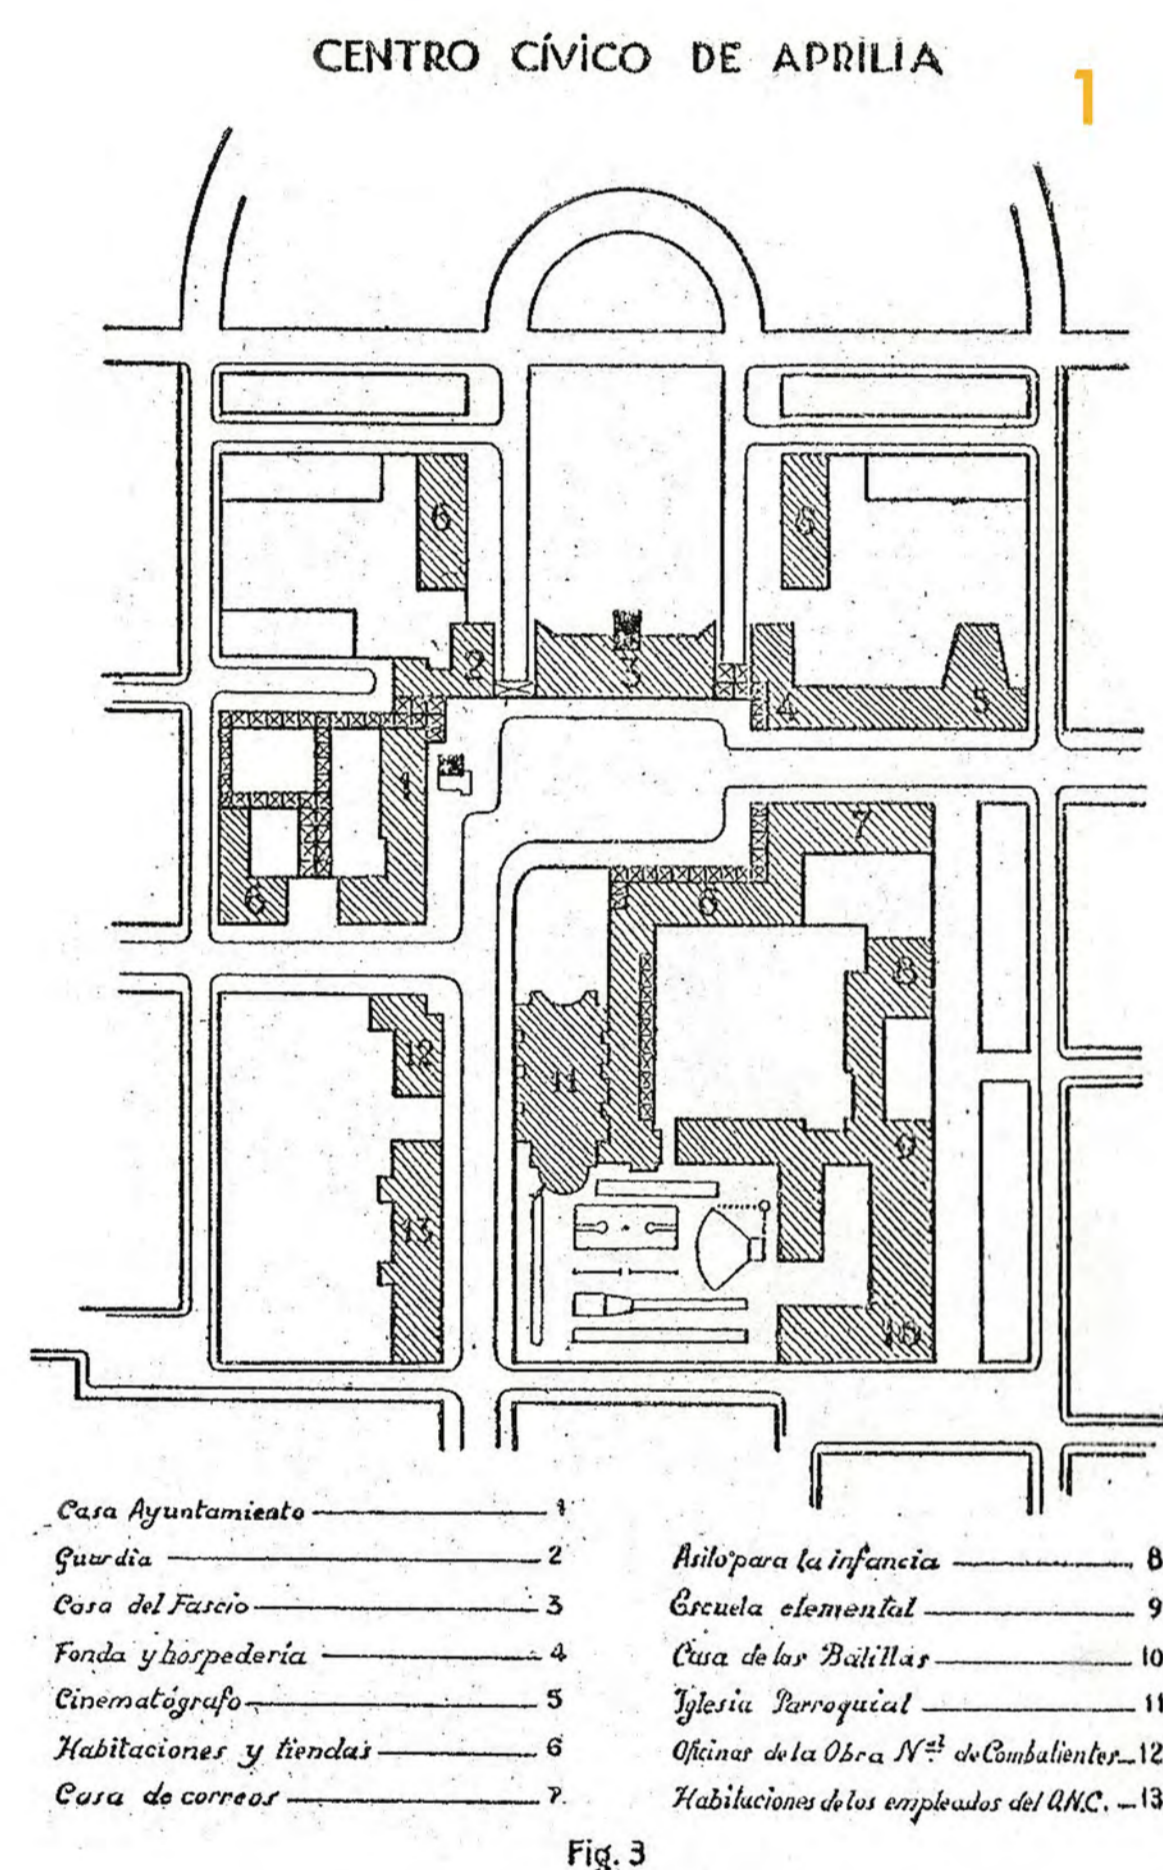 CENTRO CÍVICO DE APRILIA
1
6
6
2
3
4
5
1
6
7
6
8
12
11
9
13
10
Casa Ayuntamiento 1
Guardia 2
Casa del Fascio 3
Fonda y hospedería 4
Cinematógrafo 5
Habitaciones y tiendas 6
Casa de correos 7.
Asilo para la infancia 8
Escuela elemental 9
Casa de las Balillas 10
Iglesia Parroquial 11
Oficinas de la Obra Nal. de Combatientes 12
Habitaciones de los empleados del O.N.C. 13
Fig. 3